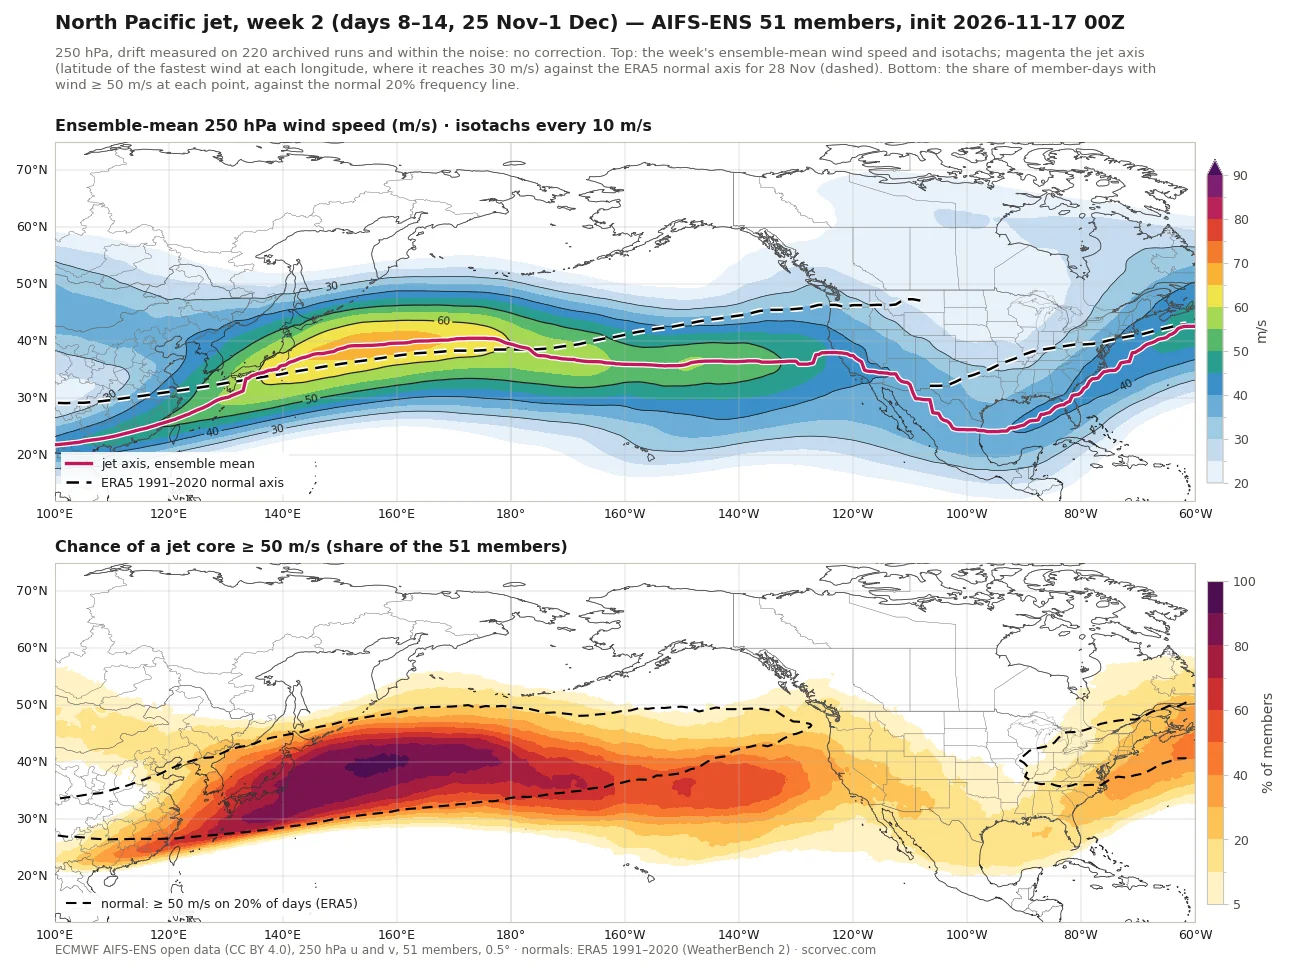 North Pacific jet, week 2 (days 8–14, 25 Nov–1 Dec) — AIFS-ENS 51 members, init 2026-11-17 00Z
250 hPa, drift measured on 220 archived runs and within the noise: no correction. Top: the week's ensemble-mean wind speed and isotachs; magenta the jet axis
(latitude of the fastest wind at each longitude, where it reaches 30 m/s) against the ERA5 normal axis for 28 Nov (dashed). Bottom: the share of member-days with
wind ≥ 50 m/s at each point, against the normal 20% frequency line.
Ensemble-mean 250 hPa wind speed (m/s) · isotachs every 10 m/s
70°N
60°N
50°N
40°N
30°N
20°N
30
60
30
50
40
30
40
jet axis, ensemble mean
ERA5 1991–2020 normal axis
100°E 120°E 140°E 160°E 180° 160°W 140°W 120°W 100°W 80°W 60°W
90
80
70
60
50
40
30
20
m/s
Chance of a jet core ≥ 50 m/s (share of the 51 members)
70°N
60°N
50°N
40°N
30°N
20°N
normal: ≥ 50 m/s on 20% of days (ERA5)
100°E 120°E 140°E 160°E 180° 160°W 140°W 120°W 100°W 80°W 60°W
100
80
60
40
20
5
% of members
ECMWF AIFS-ENS open data (CC BY 4.0), 250 hPa u and v, 51 members, 0.5° · normals: ERA5 1991–2020 (WeatherBench 2) · scorvec.com